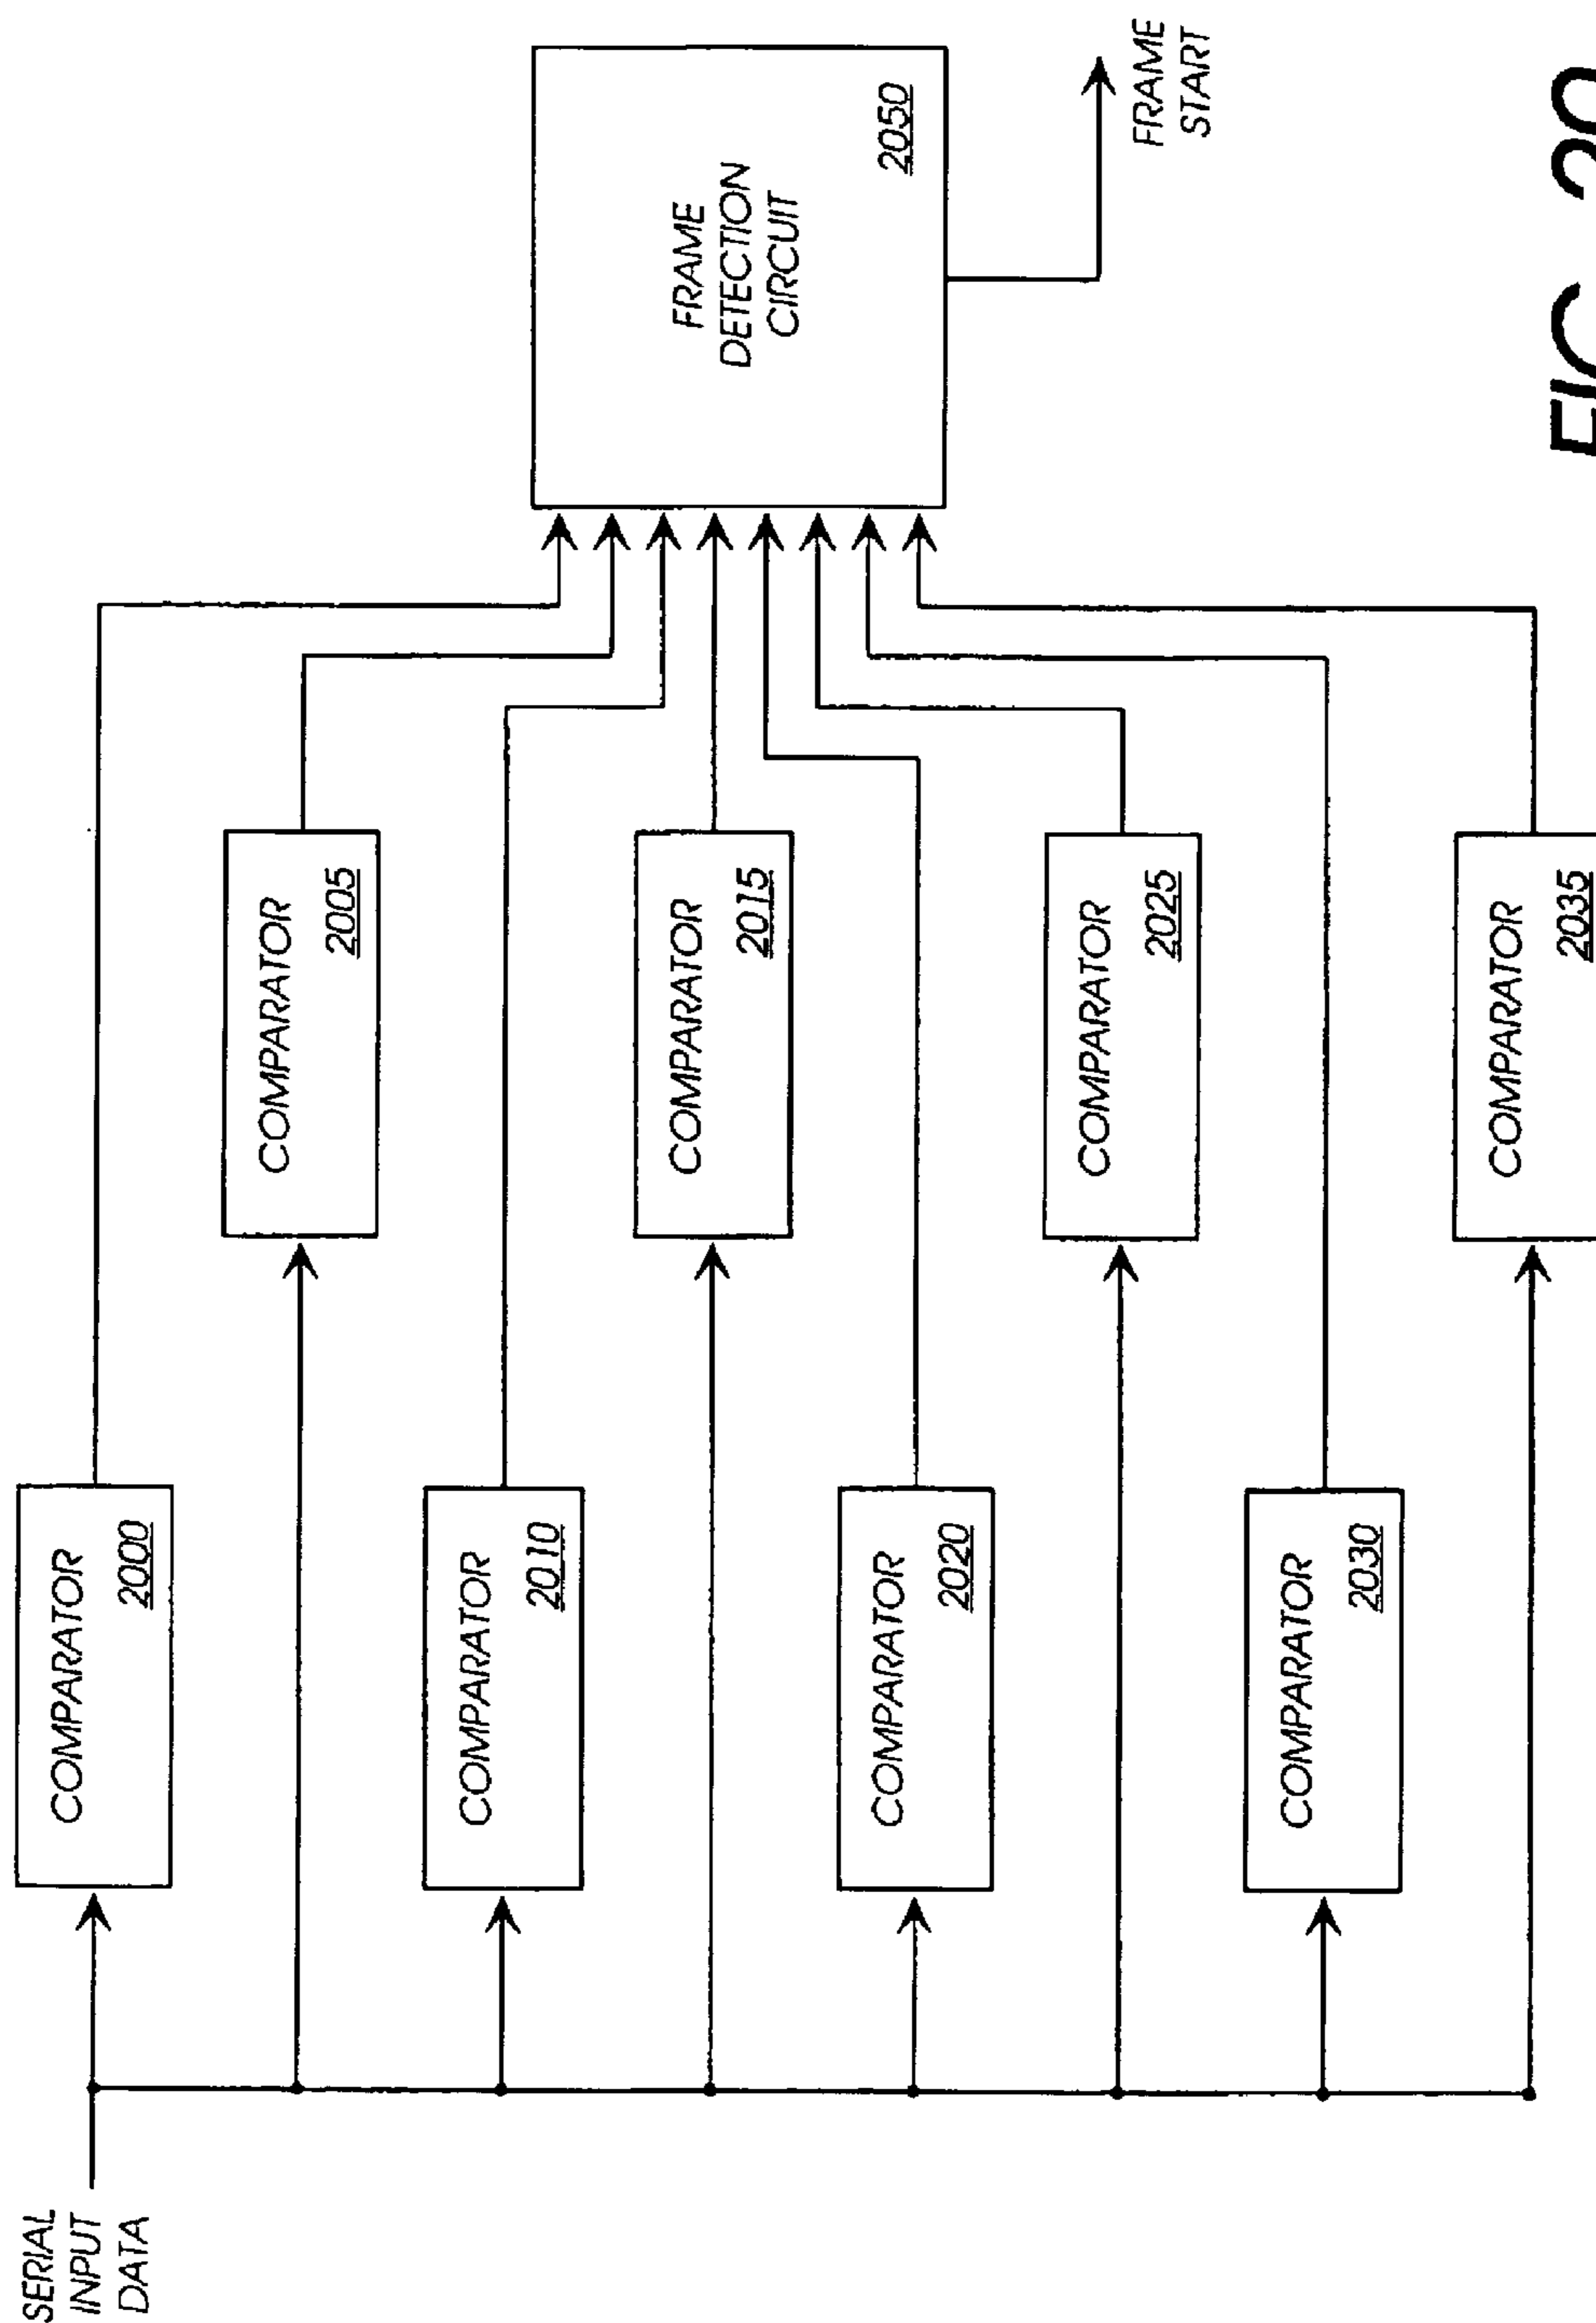 SERIAL
INPUT
DATA
COMPARATOR
2000
COMPARATOR
2005
COMPARATOR
2010
COMPARATOR
2015
COMPARATOR
2020
COMPARATOR
2025
COMPARATOR
2030
COMPARATOR
2035
FRAME
DETECTION
CIRCUIT
2050
FRAME
START